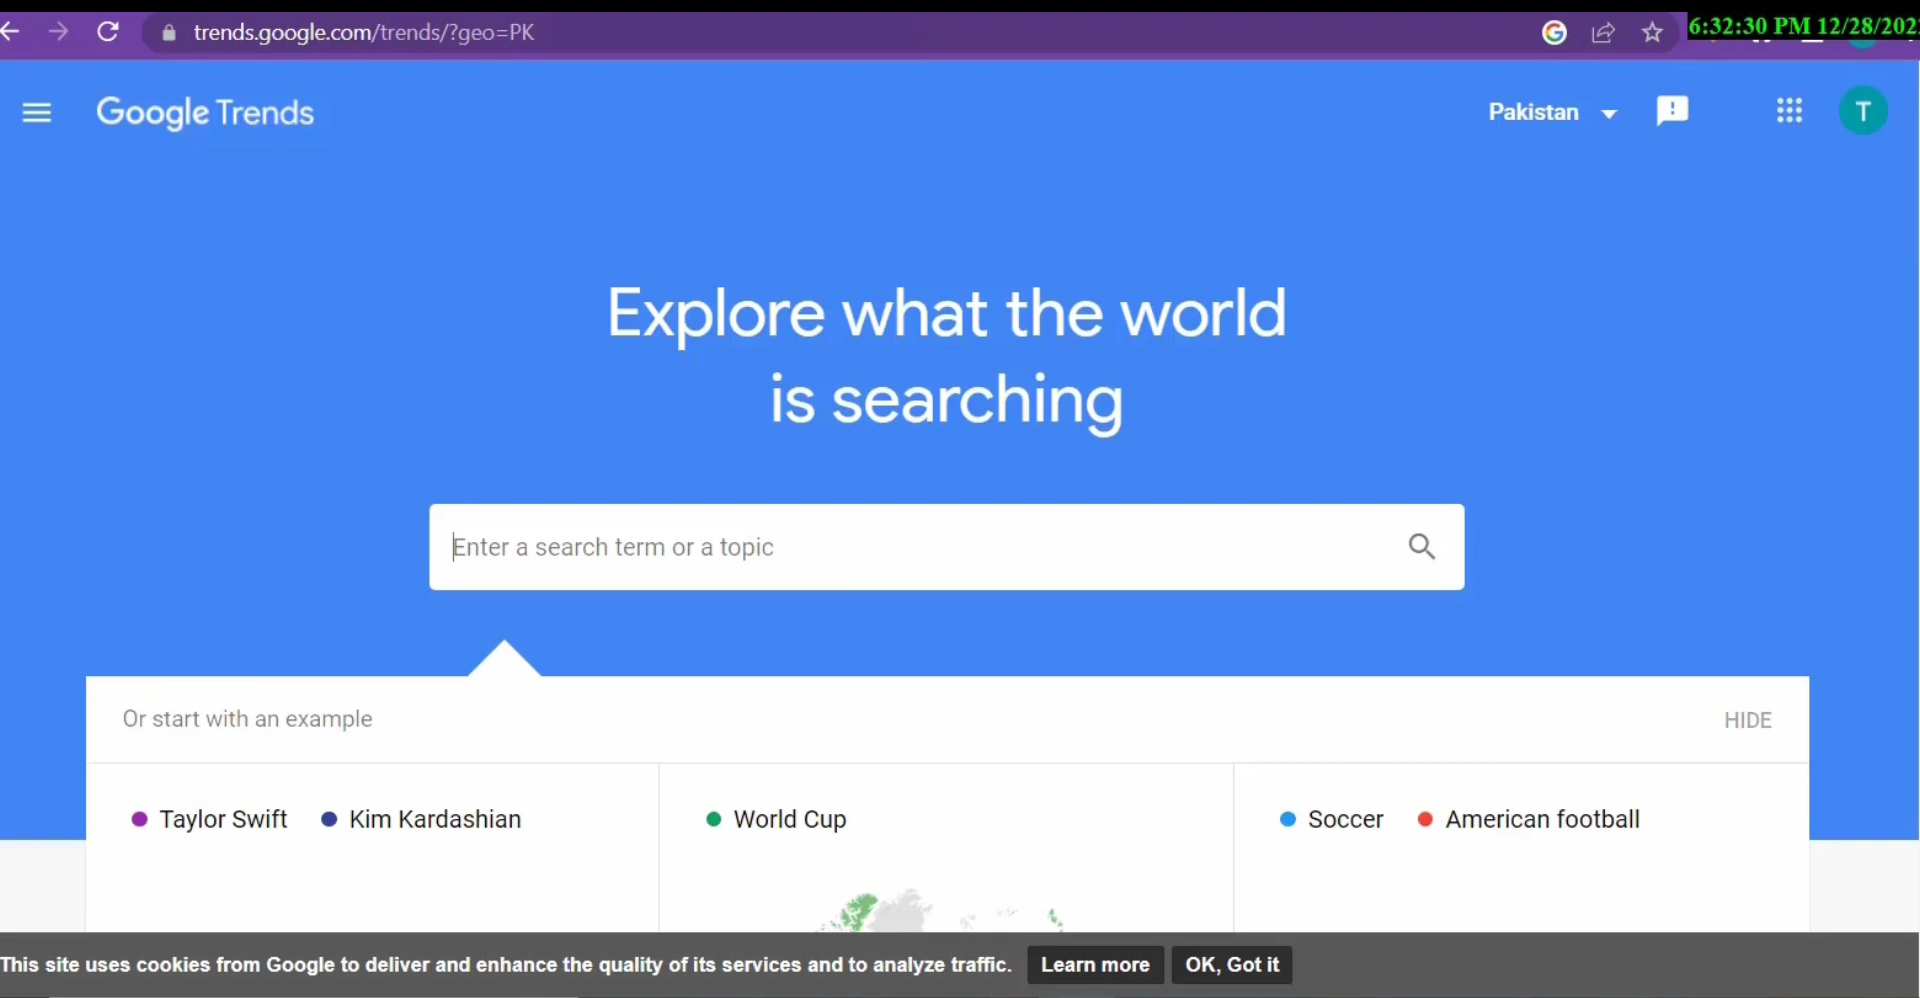 trends.google.com/trends/?geo=PK
6:32:30 PM 12/28/202
Google Trends
Pakistan
T
Explore what the world
is searching
Enter a search term or a topic
Or start with an example
HIDE
Taylor Swift Kim Kardashian
World Cup
Soccer American football
This site uses cookies from Google to deliver and enhance the quality of its services and to analyze traffic. Learn more OK, Got it